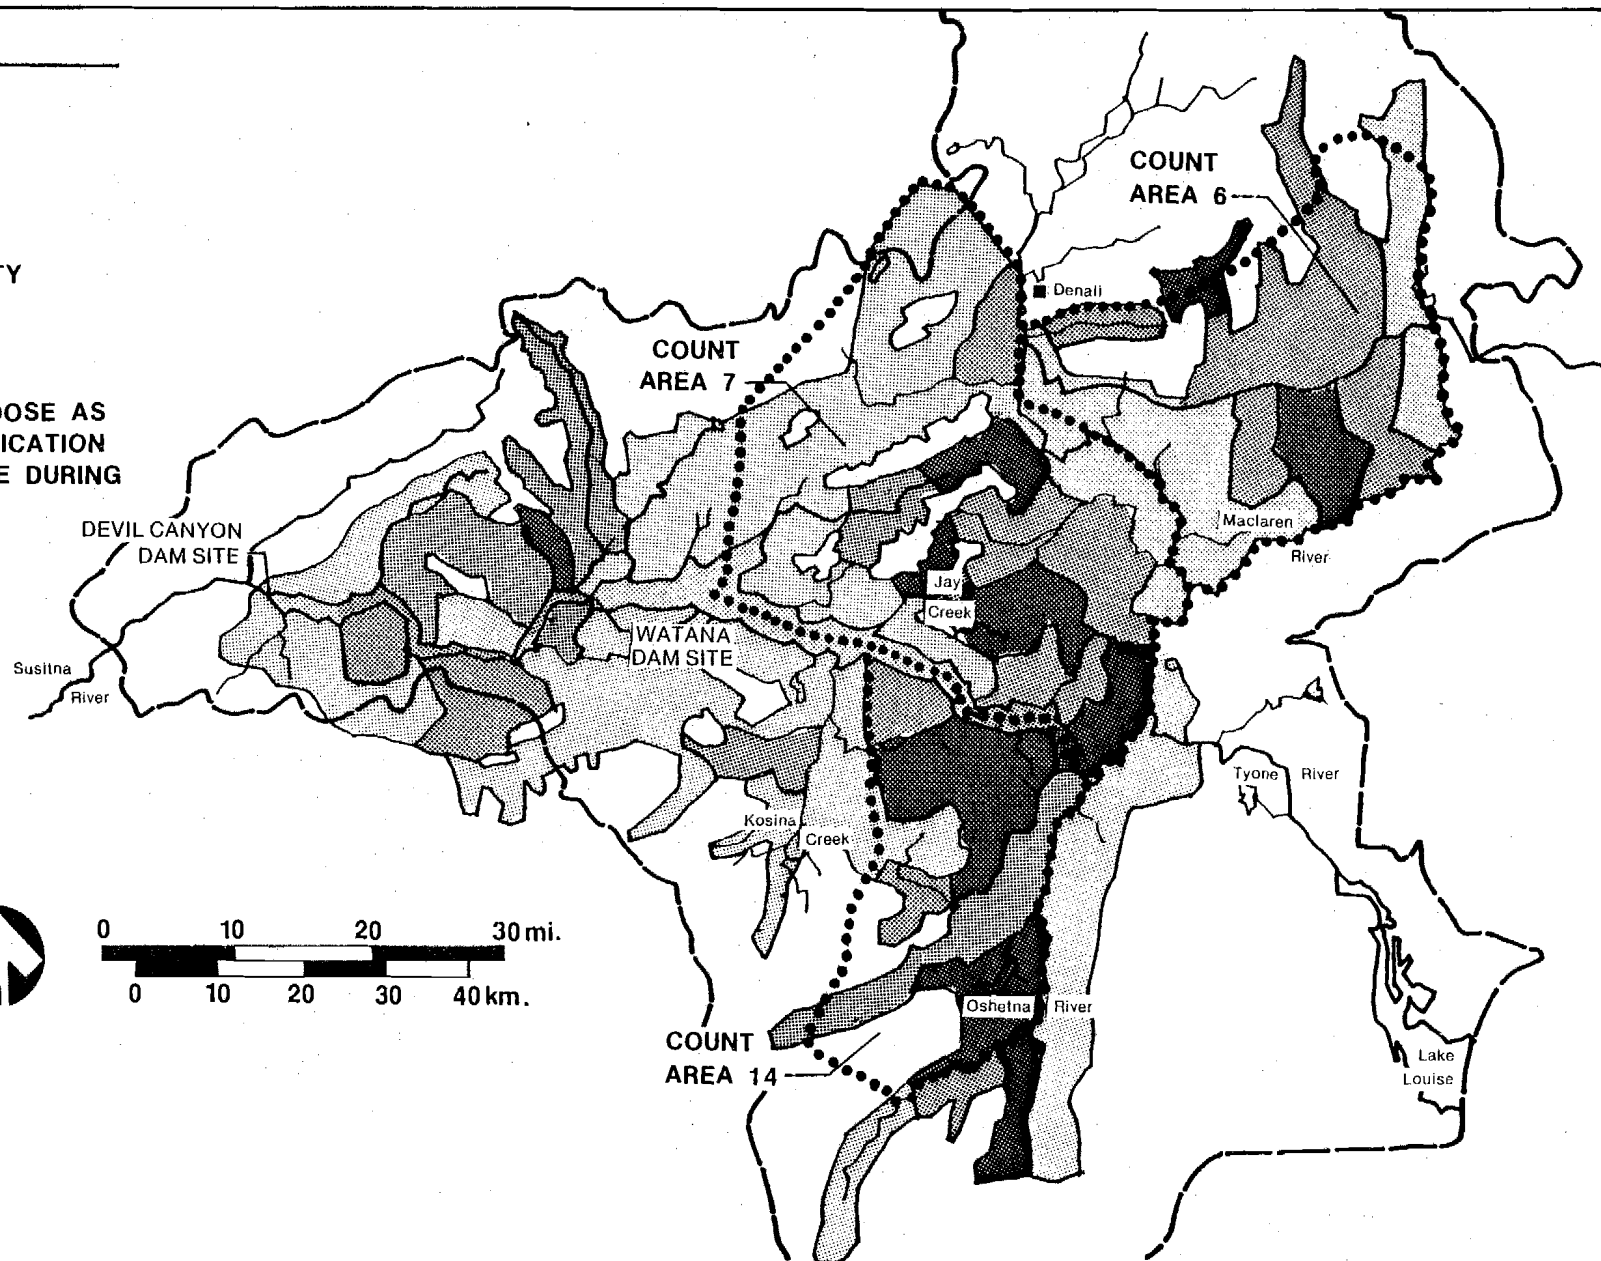 TY
OOSE AS
ICATION
E DURING
COUNT
AREA 6
Denali
COUNT
AREA 7
DEVIL CANYON
DAM SITE
Maclaren
River
Jay
Creek
WATANA
DAM SITE
Susitna
River
Tyone River
Kosina
Creek
0 10 20 30 mi.
0 10 20 30 40 km.
Oshetna River
COUNT
AREA 14
Lake
Louise